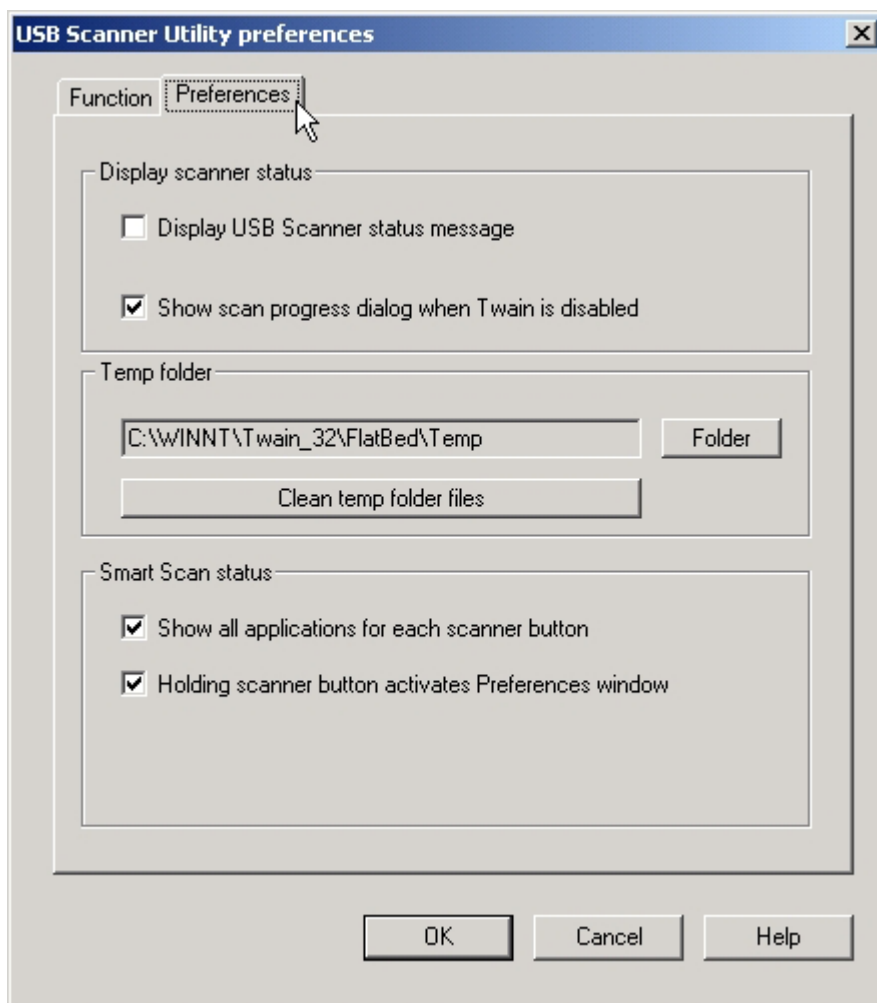 USB Scanner Utility preferences
Function Preferences
Display scanner status
Display USB Scanner status message
Show scan progress dialog when Twain is disabled
Temp folder
C:\WINNT\Twain_32\FlatBed\Temp Folder
Clean temp folder files
Smart Scan status
Show all applications for each scanner button
Holding scanner button activates Preferences window
OK Cancel Help